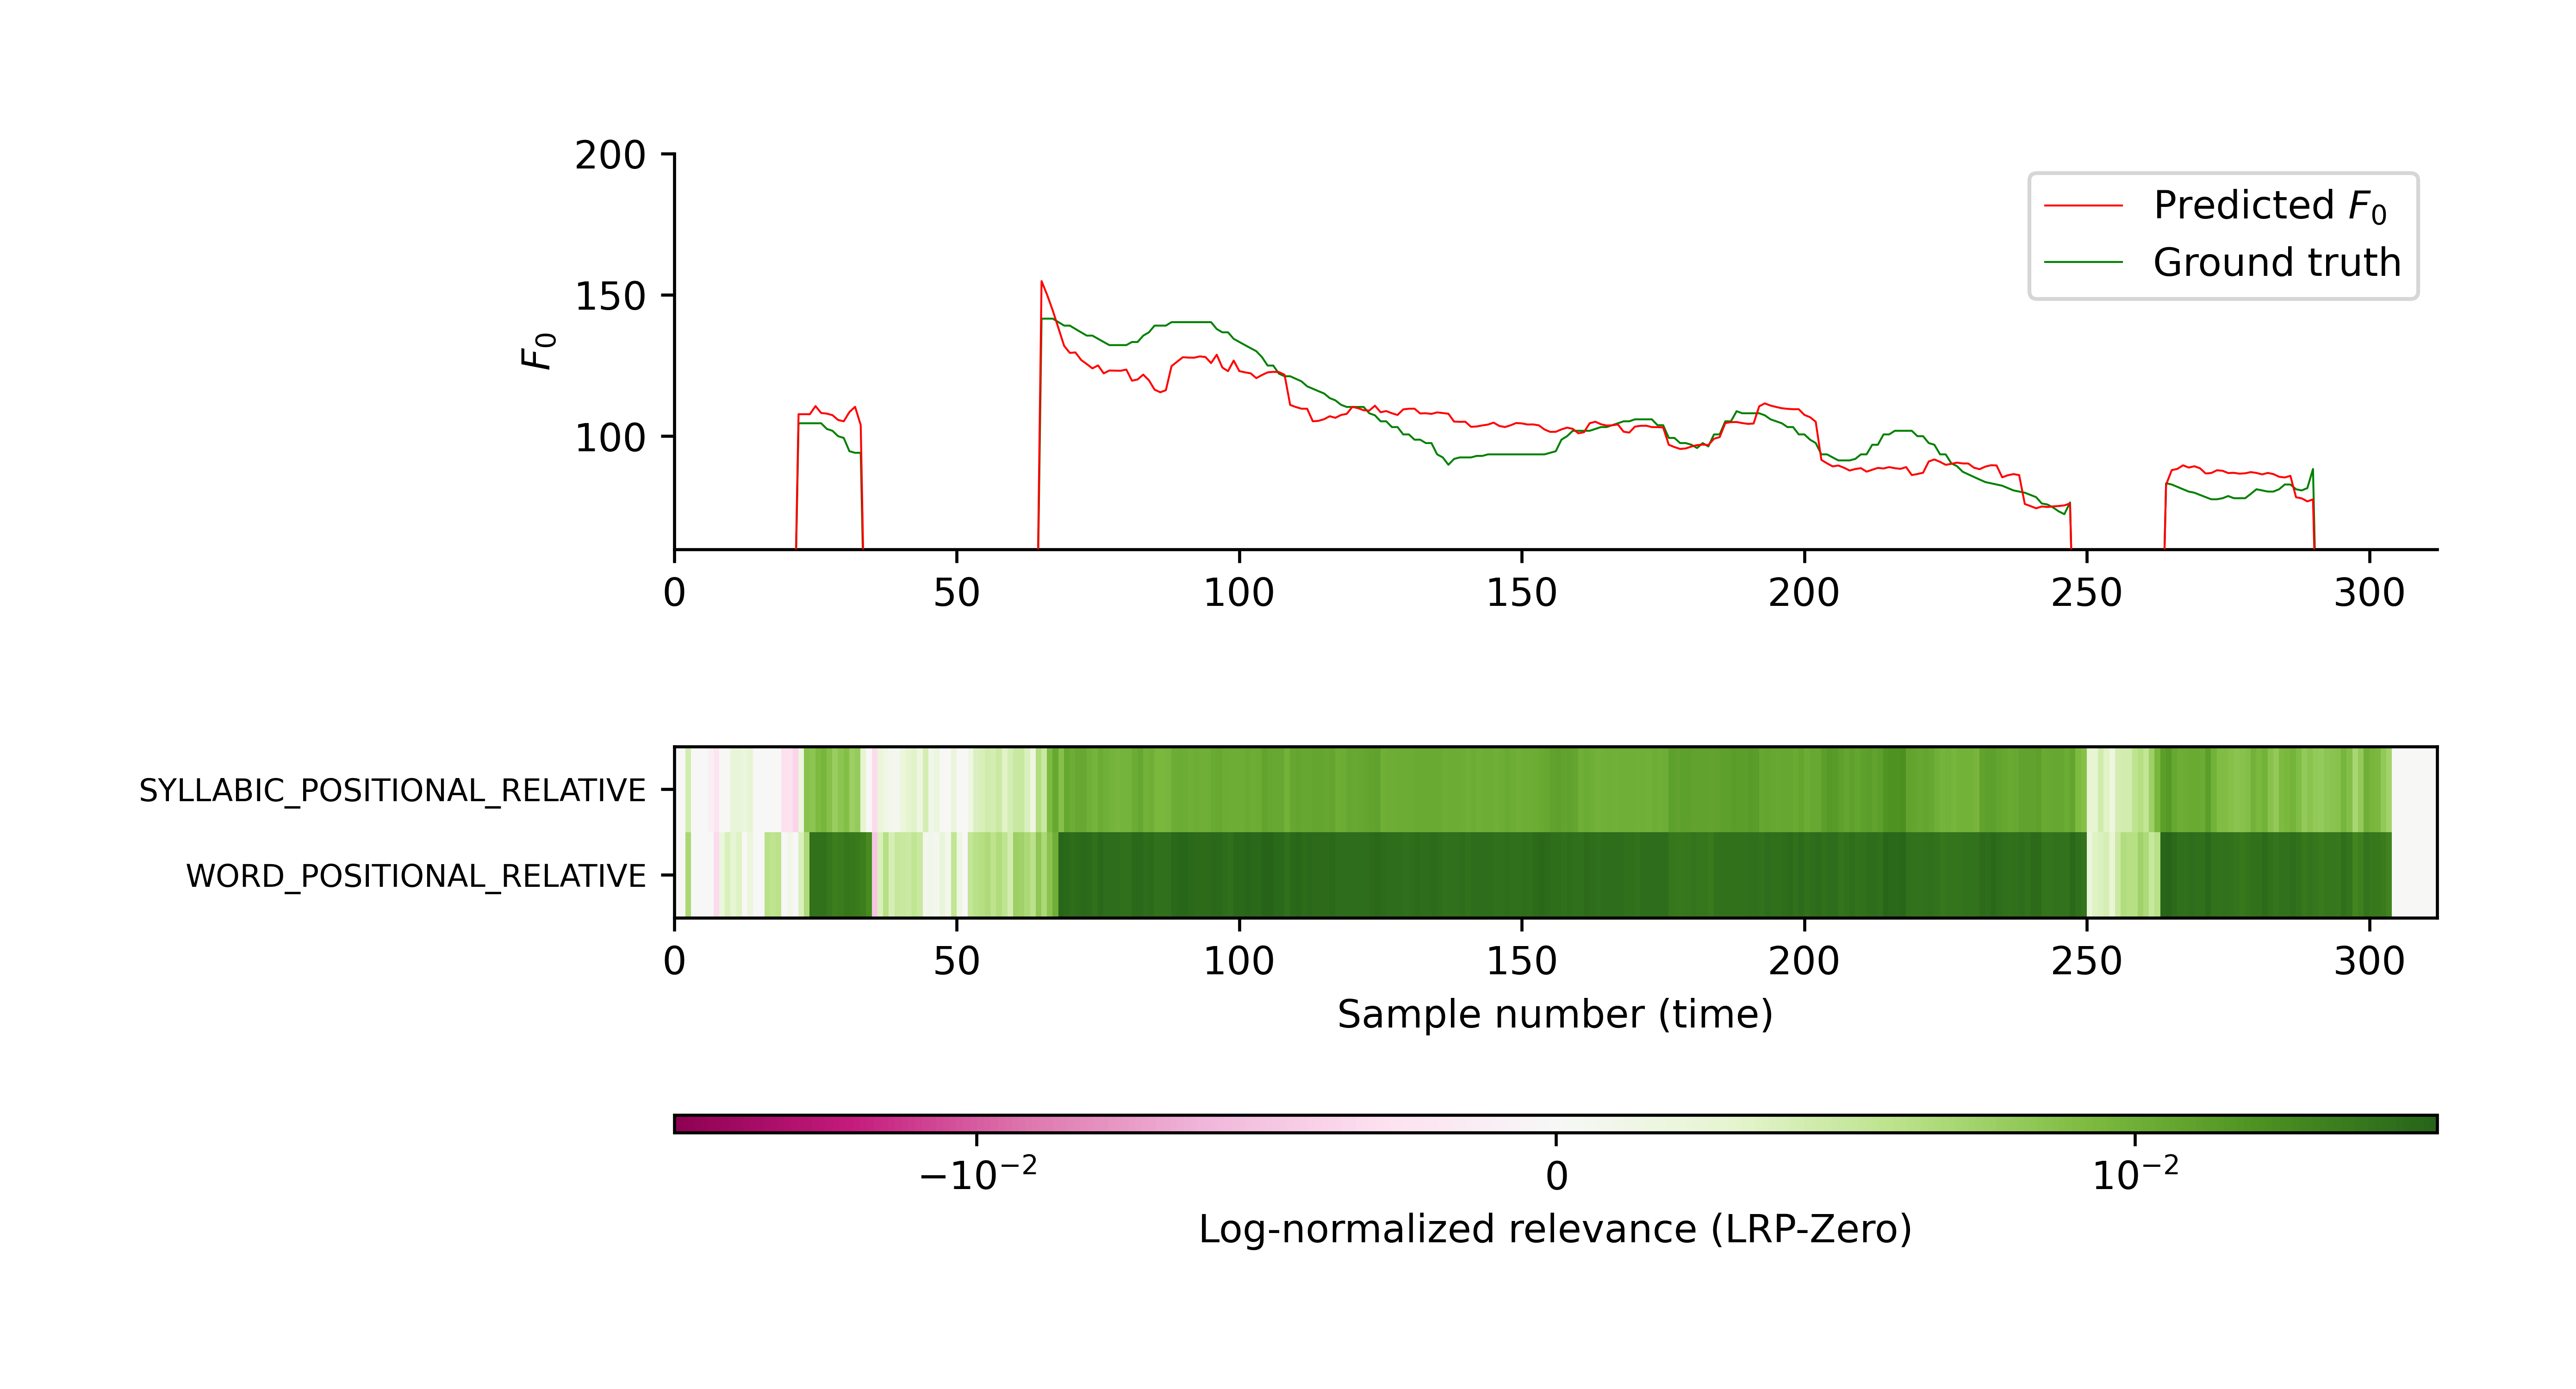 200
150
100
F₀
Predicted F₀
Ground truth
0 50 100 150 200 250 300
SYLLABIC_POSITIONAL_RELATIVE
WORD_POSITIONAL_RELATIVE
0 50 100 150 200 250 300
Sample number (time)
−10⁻² 0 10⁻²
Log-normalized relevance (LRP-Zero)